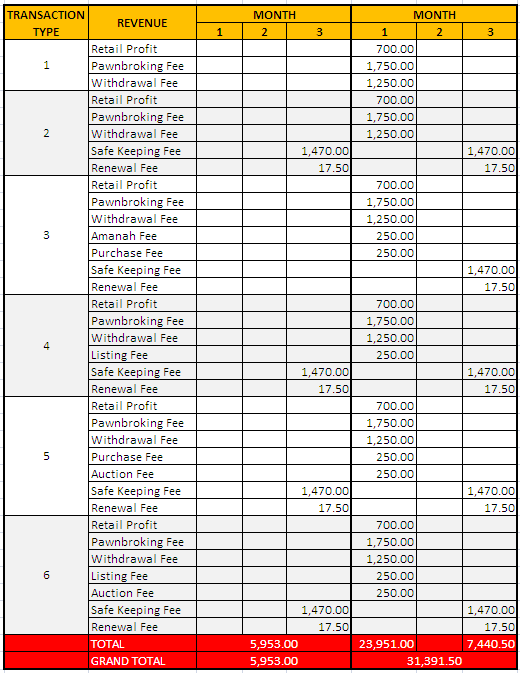 TRANSACTION TYPE REVENUE MONTH MONTH
1 2 3 1 2 3
1 Retail Profit 700.00
Pawnbroking Fee 1,750.00
Withdrawal Fee 1,250.00
2 Retail Profit 700.00
Pawnbroking Fee 1,750.00
Withdrawal Fee 1,250.00
Safe Keeping Fee 1,470.00 1,470.00
Renewal Fee 17.50 17.50
3 Retail Profit 700.00
Pawnbroking Fee 1,750.00
Withdrawal Fee 1,250.00
Amanah Fee 250.00
Purchase Fee 250.00
Safe Keeping Fee 1,470.00
Renewal Fee 17.50
4 Retail Profit 700.00
Pawnbroking Fee 1,750.00
Withdrawal Fee 1,250.00
Listing Fee 250.00
Safe Keeping Fee 1,470.00 1,470.00
Renewal Fee 17.50 17.50
5 Retail Profit 700.00
Pawnbroking Fee 1,750.00
Withdrawal Fee 1,250.00
Purchase Fee 250.00
Auction Fee 250.00
Safe Keeping Fee 1,470.00 1,470.00
Renewal Fee 17.50 17.50
6 Retail Profit 700.00
Pawnbroking Fee 1,750.00
Withdrawal Fee 1,250.00
Listing Fee 250.00
Auction Fee 250.00
Safe Keeping Fee 1,470.00 1,470.00
Renewal Fee 17.50 17.50
TOTAL 5,953.00 23,951.00 7,440.50
GRAND TOTAL 5,953.00 31,391.50